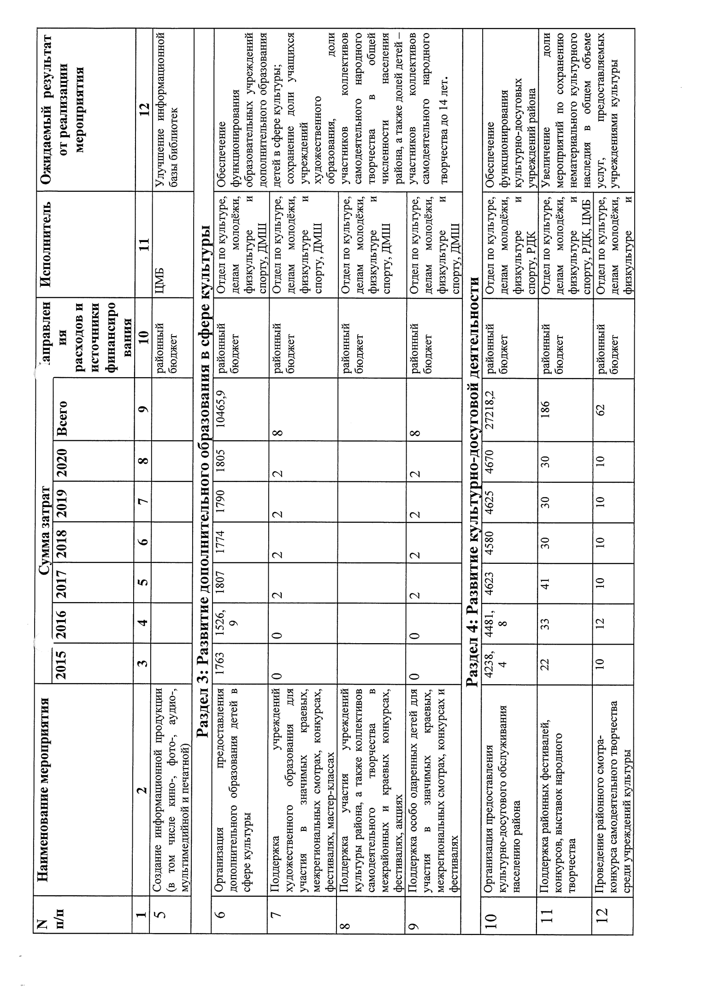 N
п/п
Наименование мероприятия
Сумма затрат
2015
2016
2017
2018
2019
2020
Всего
аправлен
ия
расходов и
источники
финансиро
вания
Исполнитель
Ожидаемый результат
от реализации
мероприятия
1
2
3
4
5
6
7
8
9
10
11
12
5
Создание информационной продукции
(в том числе кино-, фото-, аудио-,
мультимедийной и печатной)
районный
бюджет
ЦМБ
Улучшение информационной
базы библиотек
Раздел 3: Развитие дополнительного образования в сфере культуры
6
Организация предоставления
дополнительного образования детей в
сфере культуры
1763
1526,
9
1807
1774
1790
1805
10465,9
районный
бюджет
Отдел по культуре,
делам молодёжи,
физкультуре и
спорту, ДМШ
Обеспечение
функционирования
образовательных учреждений
дополнительного образования
детей в сфере культуры;
сохранение доли учащихся
учреждений
художественного
образования, доли
участников коллективов
самодеятельного народного
творчества в общей
численности населения
района, а также долей детей –
участников коллективов
самодеятельного народного
творчества до 14 лет.
7
Поддержка учреждений
художественного образования для
участия в значимых краевых,
межрегиональных смотрах, конкурсах,
фестивалях, мастер-классах
0
0
2
2
2
2
8
районный
бюджет
Отдел по культуре,
делам молодёжи,
физкультуре и
спорту, ДМШ
8
Поддержка участия учреждений
культуры района, а также коллективов
самодеятельного творчества в
межрайонных и краевых конкурсах,
фестивалях, акциях
районный
бюджет
Отдел по культуре,
делам молодёжи,
физкультуре и
спорту, ДМШ
9
Поддержка особо одаренных детей для
участия в значимых краевых,
межрегиональных смотрах, конкурсах и
фестивалях
0
0
2
2
2
2
8
районный
бюджет
Отдел по культуре,
делам молодёжи,
физкультуре и
спорту, ДМШ
Раздел 4: Развитие культурно-досуговой деятельности
10
Организация предоставления
культурно-досугового обслуживания
населению района
4238,
4
4481,
8
4623
4580
4625
4670
27218,2
районный
бюджет
Отдел по культуре,
делам молодёжи,
физкультуре и
спорту, РДК
Обеспечение
функционирования
культурно-досуговых
учреждений района
11
Поддержка районных фестивалей,
конкурсов, выставок народного
творчества
22
33
41
30
30
30
186
районный
бюджет
Отдел по культуре,
делам молодёжи,
физкультуре и
спорту, РДК, ЦМБ
Увеличение доли
мероприятий по сохранению
нематериального культурного
наследия в общем объеме
услуг, предоставляемых
учреждениями культуры
12
Проведение районного смотра-
конкурса самодеятельного творчества
среди учреждений культуры
10
12
10
10
10
10
62
районный
бюджет
Отдел по культуре,
делам молодёжи,
физкультуре и